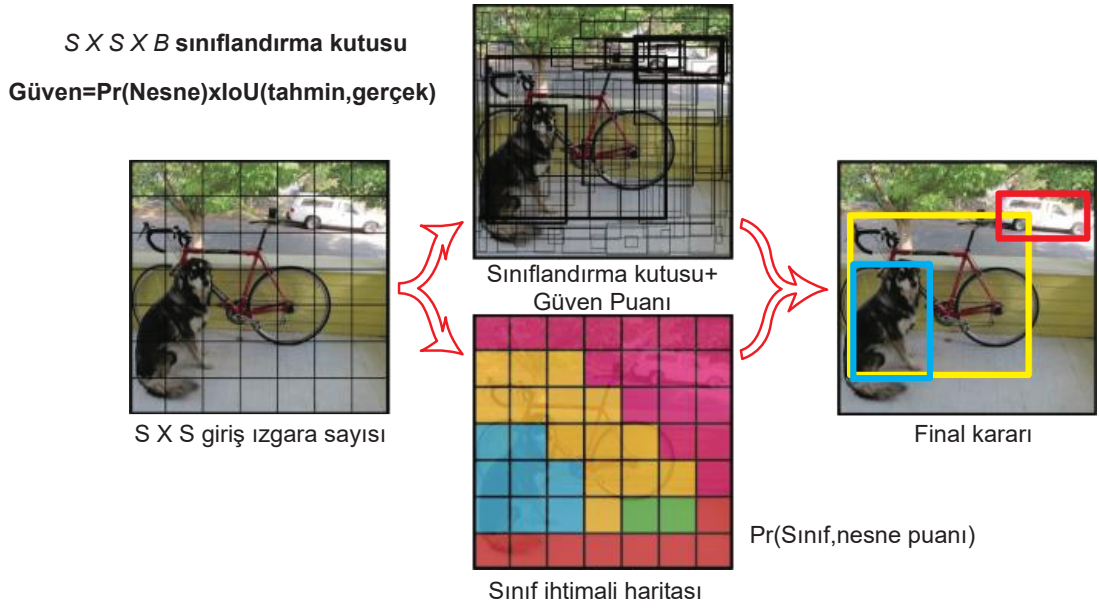 S X S X B sınıflandırma kutusu
Güven=Pr(Nesne)xIoU(tahmin,gerçek)
S X S giriş ızgara sayısı
Sınıflandırma kutusu+
Güven Puanı
Final kararı
Pr(Sınıf,nesne puanı)
Sınıf ihtimali haritası